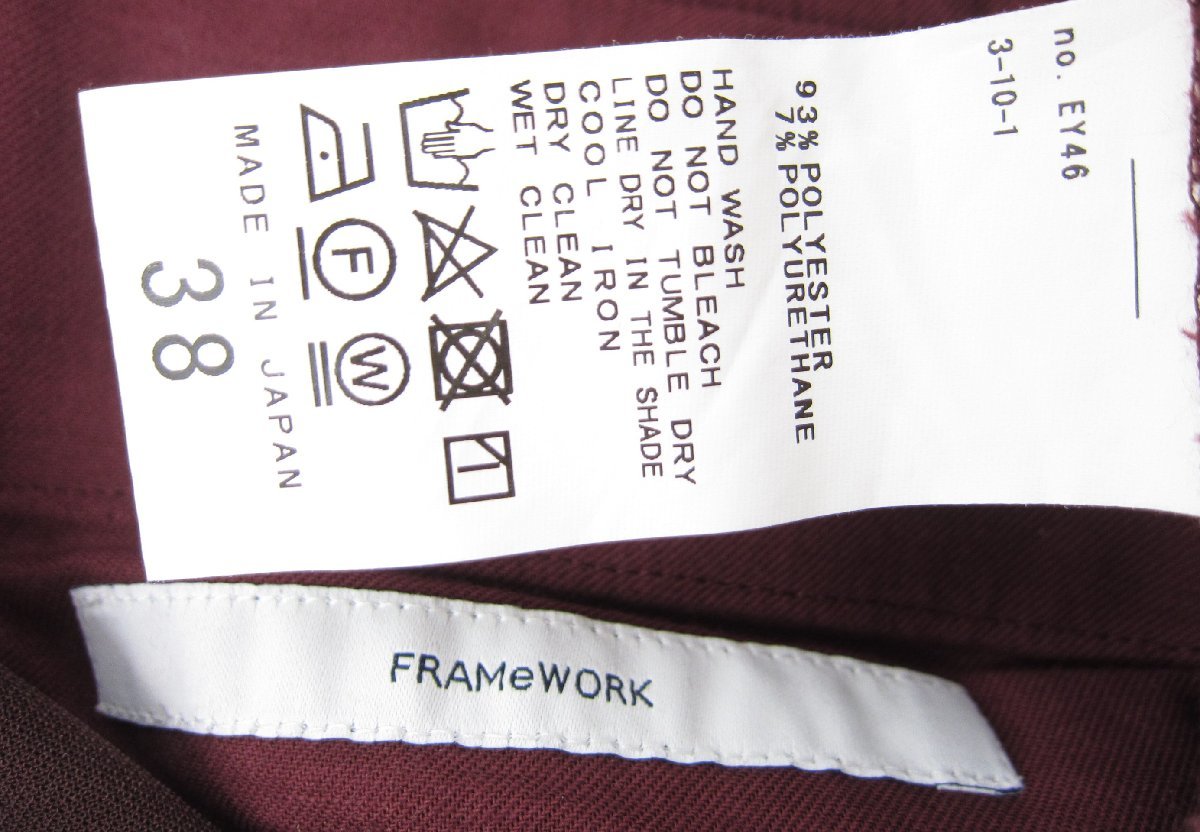 no. EY46
3-10-1
93% POLYESTER
7% POLYURETHANE
HAND WASH
DO NOT BLEACH
DO NOT TUMBLE DRY
LINE DRY IN THE SHADE
COOL IRON
DRY CLEAN
WET CLEAN
F
W
MADE IN JAPAN
38
FRAMeWORK